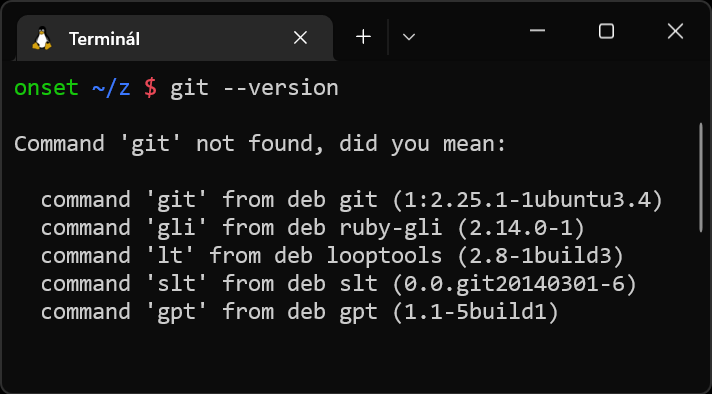 Terminál
onset ~/z $ git --version
Command 'git' not found, did you mean:
command 'git' from deb git (1:2.25.1-1ubuntu3.4)
command 'gli' from deb ruby-gli (2.14.0-1)
command 'lt' from deb looptools (2.8-1build3)
command 'slt' from deb slt (0.0.git20140301-6)
command 'gpt' from deb gpt (1.1-5build1)